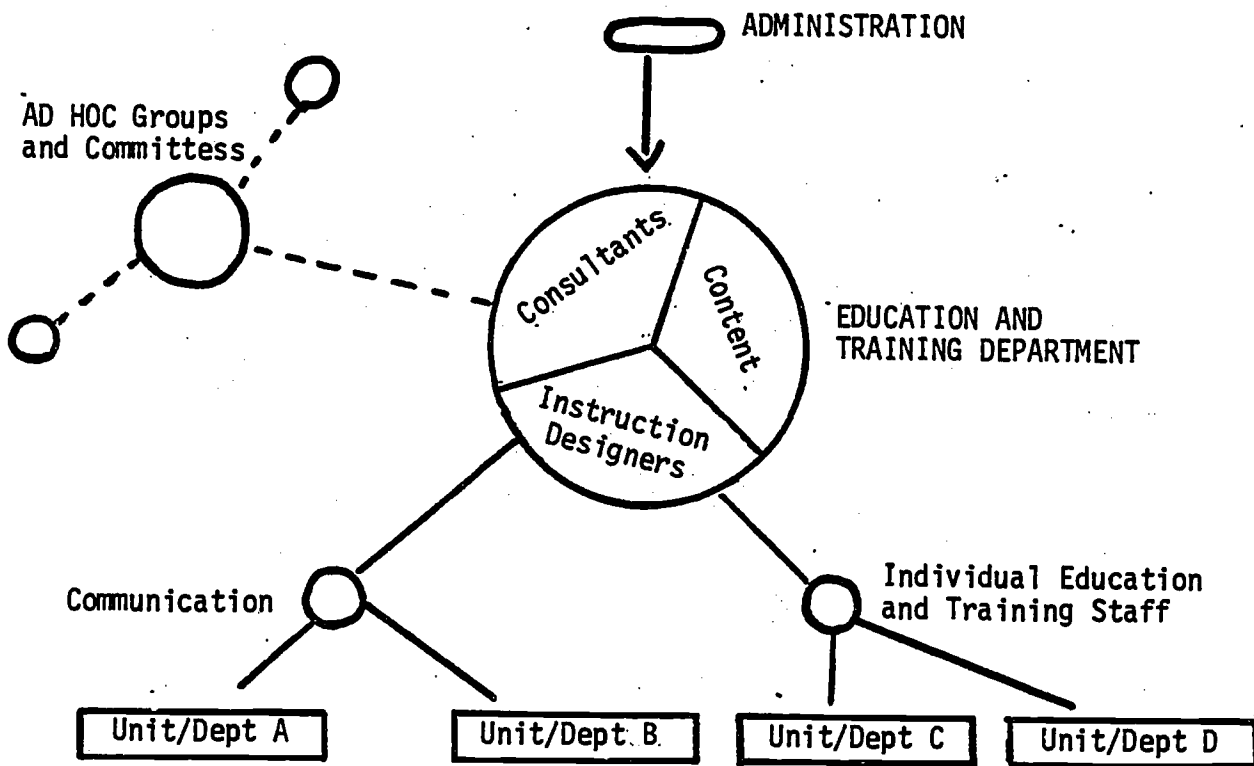 ADMINISTRATION
AD HOC Groups
and Committess
Consultants
Content
EDUCATION AND
TRAINING DEPARTMENT
Instruction
Designers
Communication
Individual Education
and Training Staff
Unit/Dept A
Unit/Dept B
Unit/Dept C
Unit/Dept D